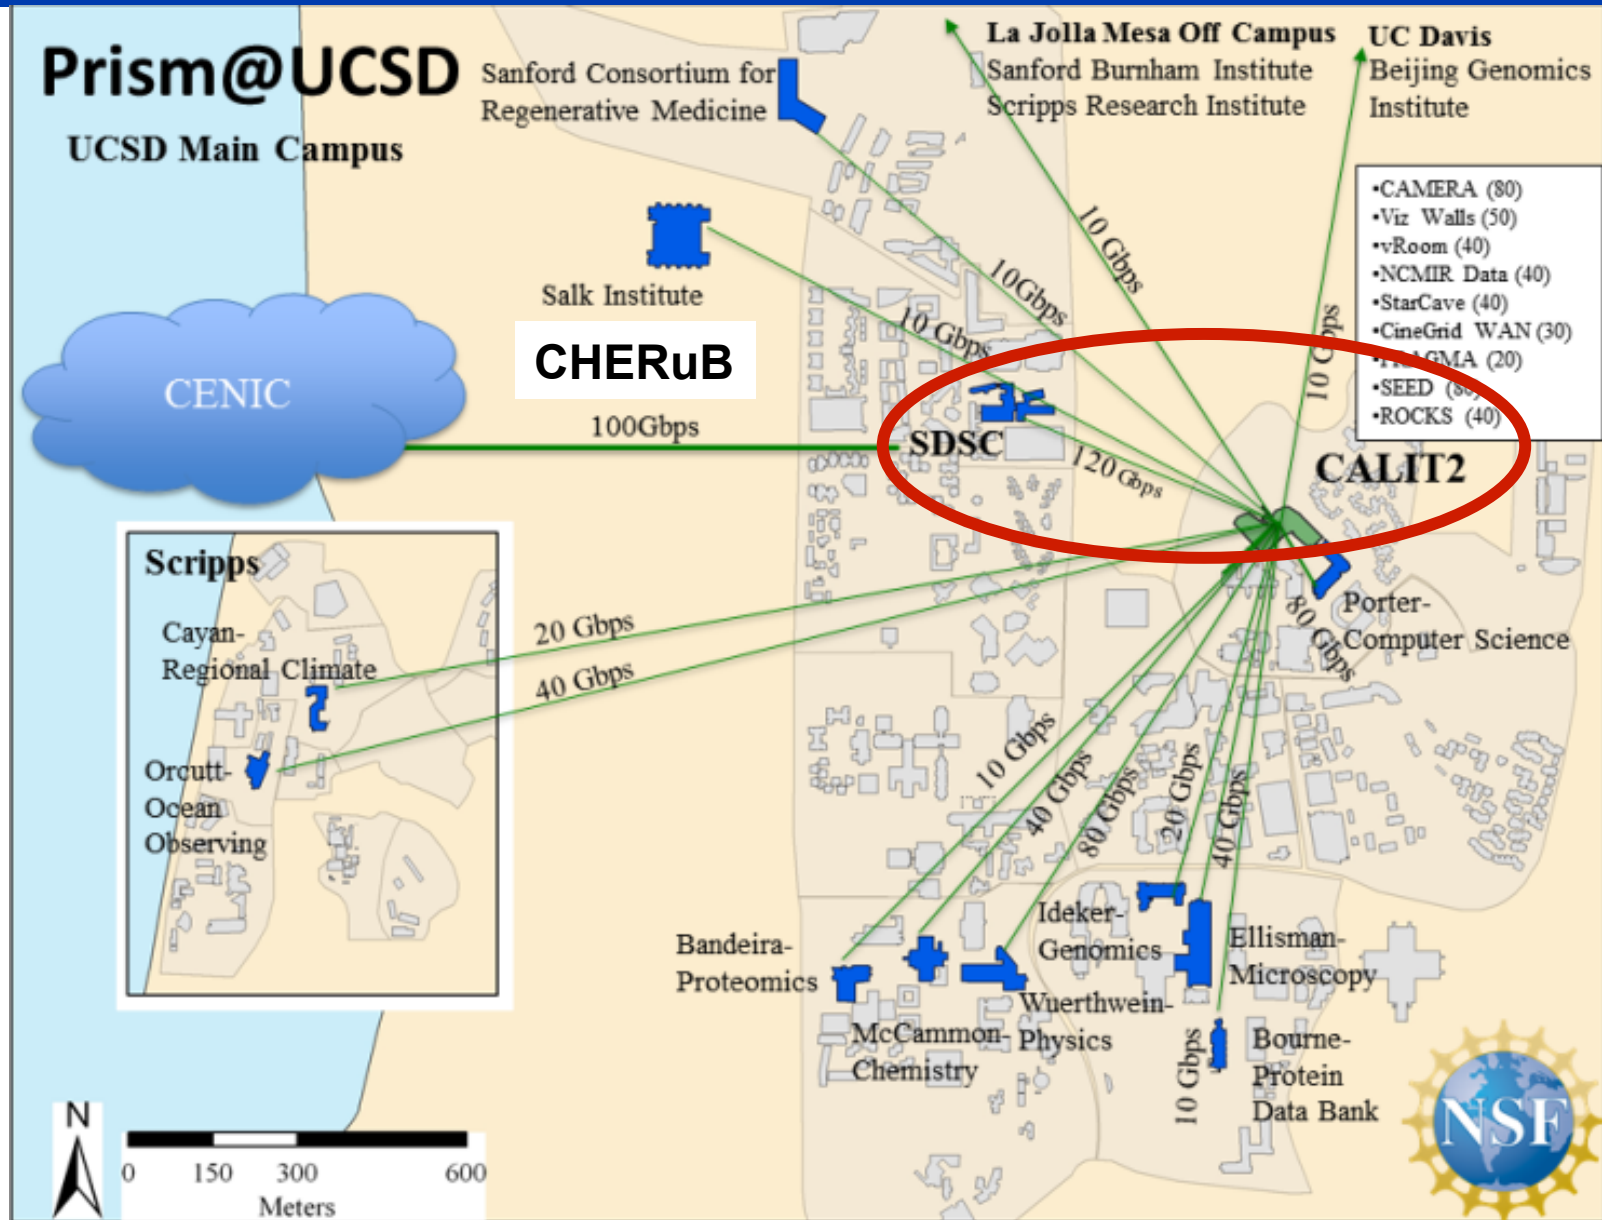 Prism@UCSD
UCSD Main Campus
Sanford Consortium for
Regenerative Medicine
La Jolla Mesa Off Campus
Sanford Burnham Institute
Scripps Research Institute
UC Davis
Beijing Genomics
Institute
•CAMERA (80)
•Viz Walls (50)
•vRoom (40)
•NCMIR Data (40)
•StarCave (40)
•CineGrid WAN (30)
•PRAGMA (20)
•SEED (80)
•ROCKS (40)
10 Gbps
10Gbps
10 Gbps
10 Gbps
Salk Institute
CHERuB
CENIC
100Gbps
SDSC
120 Gbps
CALIT2
Scripps
Cayan-
Regional Climate
Orcutt-
Ocean
Observing
20 Gbps
40 Gbps
80 Gbps
Porter-
Computer Science
10 Gbps
40 Gbps
80 Gbps
20 Gbps
40 Gbps
Bandeira-
Proteomics
McCammon-
Chemistry
Wuerthwein-
Physics
Ideker-
Genomics
Ellisman-
Microscopy
10 Gbps
Bourne-
Protein
Data Bank
N
0 150 300 600
Meters
NSF